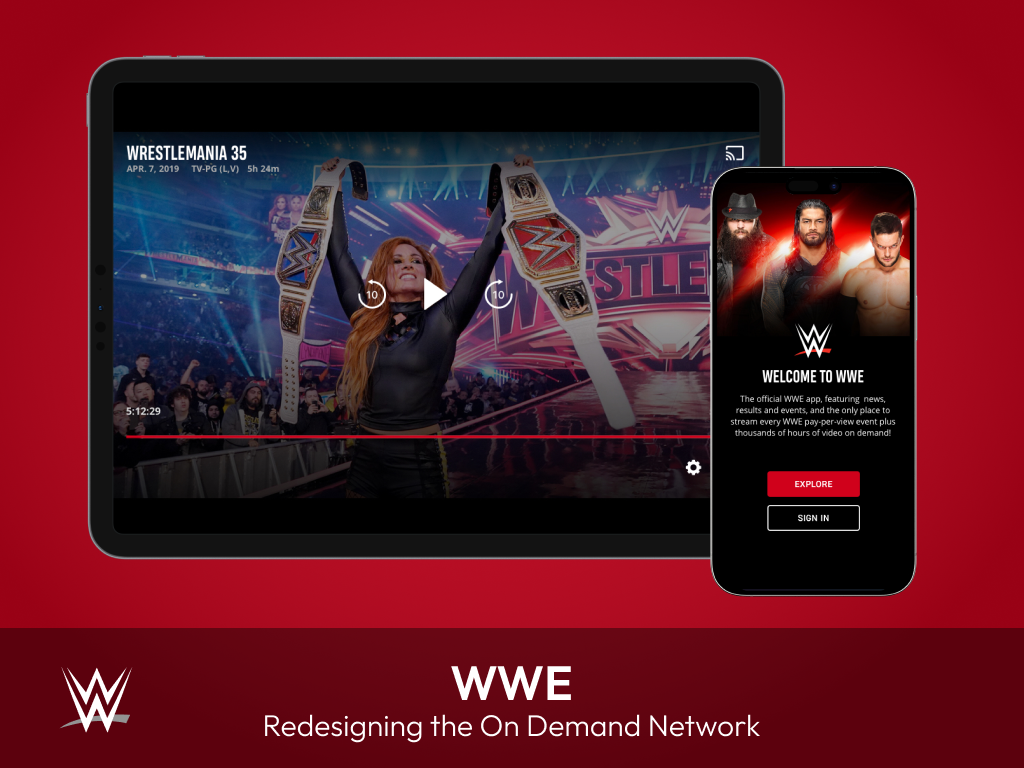 WRESTLEMANIA 35
APR. 7, 2019 TV-PG (L,V) 5h 24m
WRESTLE
10
10
5:12:29
W
WELCOME TO WWE
The official WWE app, featuring news,
results and events, and the only place to
stream every WWE pay-per-view event plus
thousands of hours of video on demand!
EXPLORE
SIGN IN
WWE
Redesigning the On Demand Network